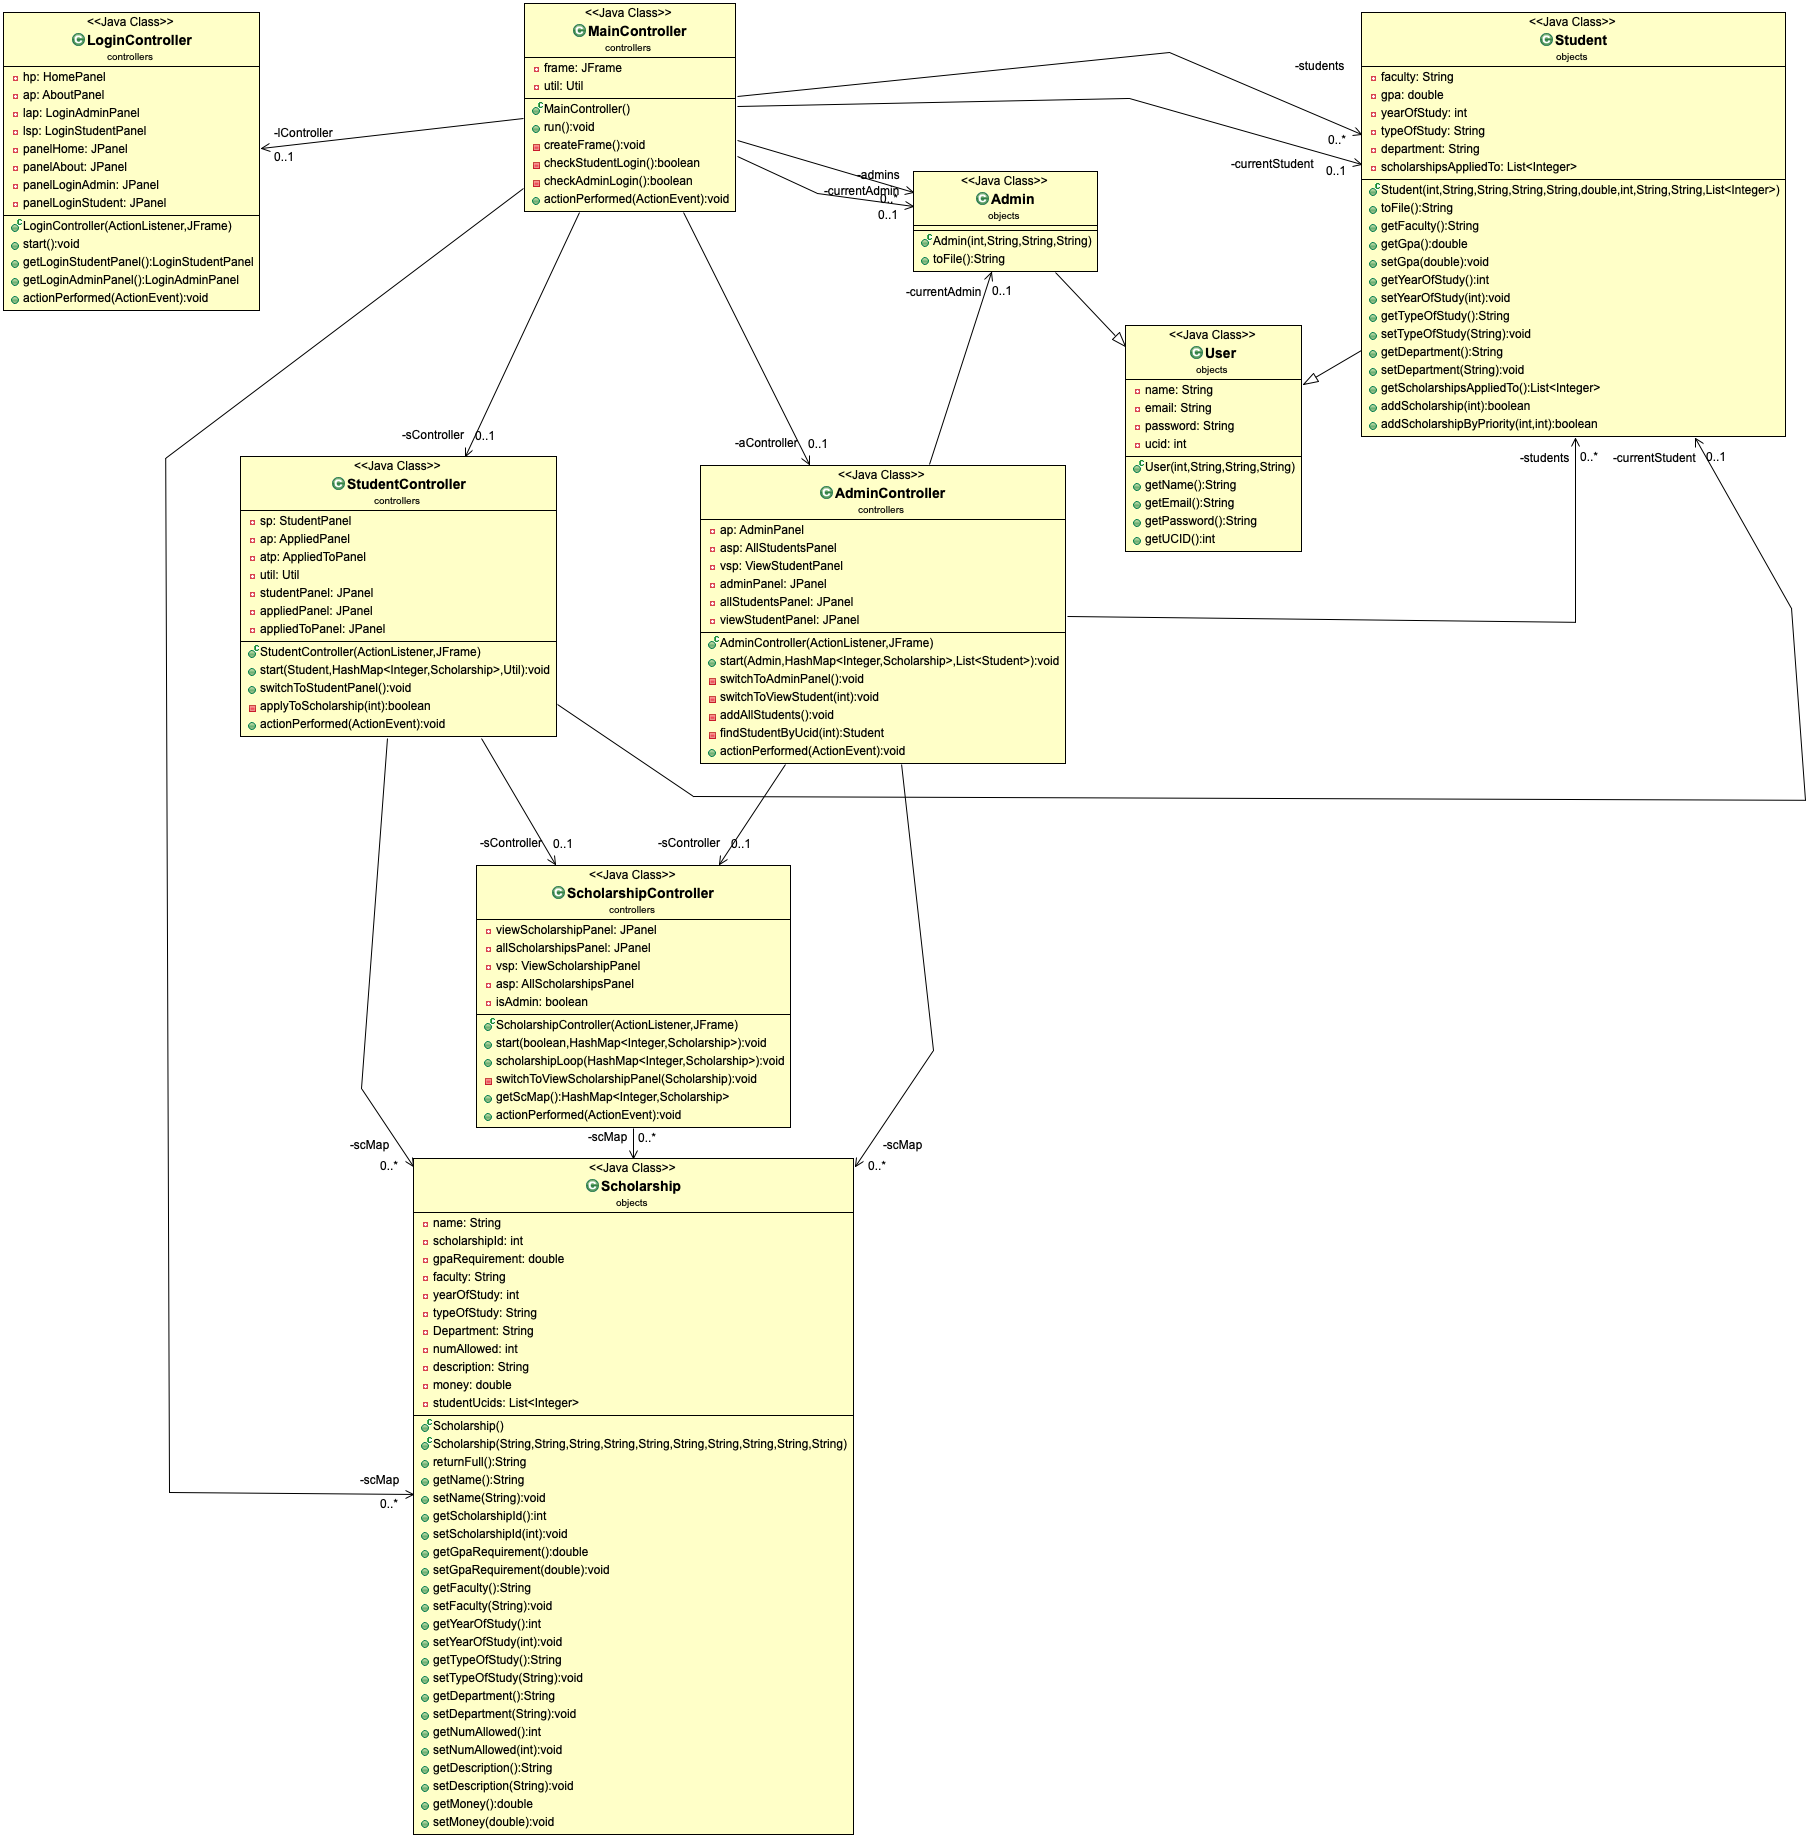 <<Java Class>>
LoginController
controllers
hp: HomePanel
ap: AboutPanel
lap: LoginAdminPanel
lsp: LoginStudentPanel
panelHome: JPanel
panelAbout: JPanel
panelLoginAdmin: JPanel
panelLoginStudent: JPanel
LoginController(ActionListener,JFrame)
start():void
getLoginStudentPanel():LoginStudentPanel
getLoginAdminPanel():LoginAdminPanel
actionPerformed(ActionEvent):void
-lController
0..1
<<Java Class>>
MainController
controllers
frame: JFrame
util: Util
MainController()
run():void
createFrame():void
checkStudentLogin():boolean
checkAdminLogin():boolean
actionPerformed(ActionEvent):void
-students
0..*
-currentStudent
0..1
-admins
0..*
-currentAdmin
0..1
<<Java Class>>
Admin
objects
Admin(int,String,String,String)
toFile():String
-currentAdmin
0..1
<<Java Class>>
Student
objects
faculty: String
gpa: double
yearOfStudy: int
typeOfStudy: String
department: String
scholarshipsAppliedTo: List<Integer>
Student(int,String,String,String,String,double,int,String,String,List<Integer>)
toFile():String
getFaculty():String
getGpa():double
setGpa(double):void
getYearOfStudy():int
setYearOfStudy(int):void
getTypeOfStudy():String
setTypeOfStudy(String):void
getDepartment():String
setDepartment(String):void
getScholarshipsAppliedTo():List<Integer>
addScholarship(int):boolean
addScholarshipByPriority(int,int):boolean
<<Java Class>>
User
objects
name: String
email: String
password: String
ucid: int
User(int,String,String,String)
getName():String
getEmail():String
getPassword():String
getUCID():int
-students
0..*
-currentStudent
0..1
-sController
0..1
-aController
0..1
<<Java Class>>
StudentController
controllers
sp: StudentPanel
ap: AppliedPanel
atp: AppliedToPanel
util: Util
studentPanel: JPanel
appliedPanel: JPanel
appliedToPanel: JPanel
StudentController(ActionListener,JFrame)
start(Student,HashMap<Integer,Scholarship>,Util):void
switchToStudentPanel():void
applyToScholarship(int):boolean
actionPerformed(ActionEvent):void
<<Java Class>>
AdminController
controllers
ap: AdminPanel
asp: AllStudentsPanel
vsp: ViewStudentPanel
adminPanel: JPanel
allStudentsPanel: JPanel
viewStudentPanel: JPanel
AdminController(ActionListener,JFrame)
start(Admin,HashMap<Integer,Scholarship>,List<Student>):void
switchToAdminPanel():void
switchToViewStudent(int):void
addAllStudents():void
findStudentByUcid(int):Student
actionPerformed(ActionEvent):void
-sController
0..1
-sController
0..1
<<Java Class>>
ScholarshipController
controllers
viewScholarshipPanel: JPanel
allScholarshipsPanel: JPanel
vsp: ViewScholarshipPanel
asp: AllScholarshipsPanel
isAdmin: boolean
ScholarshipController(ActionListener,JFrame)
start(boolean,HashMap<Integer,Scholarship>):void
scholarshipLoop(HashMap<Integer,Scholarship>):void
switchToViewScholarshipPanel(Scholarship):void
getScMap():HashMap<Integer,Scholarship>
actionPerformed(ActionEvent):void
-scMap
0..*
-scMap
0..*
-scMap
0..*
-scMap
0..*
<<Java Class>>
Scholarship
objects
name: String
scholarshipId: int
gpaRequirement: double
faculty: String
yearOfStudy: int
typeOfStudy: String
Department: String
numAllowed: int
description: String
money: double
studentUcids: List<Integer>
Scholarship()
Scholarship(String,String,String,String,String,String,String,String,String,String)
returnFull():String
getName():String
setName(String):void
getScholarshipId():int
setScholarshipId(int):void
getGpaRequirement():double
setGpaRequirement(double):void
getFaculty():String
setFaculty(String):void
getYearOfStudy():int
setYearOfStudy(int):void
getTypeOfStudy():String
setTypeOfStudy(String):void
getDepartment():String
setDepartment(String):void
getNumAllowed():int
setNumAllowed(int):void
getDescription():String
setDescription(String):void
getMoney():double
setMoney(double):void